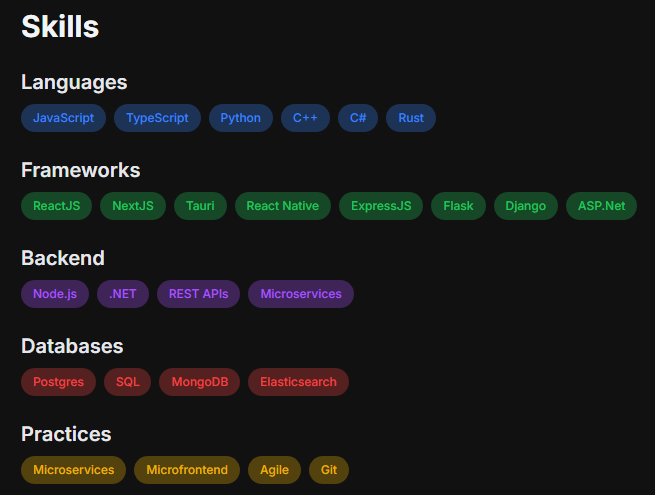 Skills
Languages
JavaScript TypeScript Python C++ C# Rust
Frameworks
ReactJS NextJS Tauri React Native ExpressJS Flask Django ASP.Net
Backend
Node.js .NET REST APIs Microservices
Databases
Postgres SQL MongoDB Elasticsearch
Practices
Microservices Microfrontend Agile Git